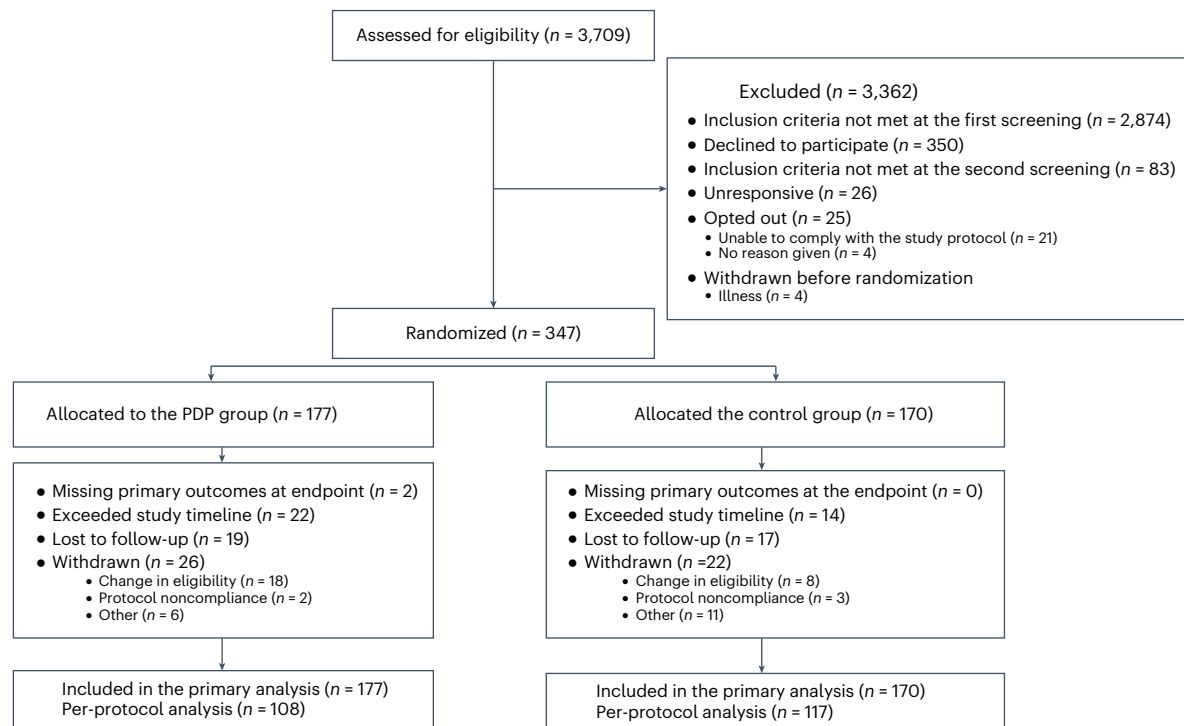 Assessed for eligibility (n = 3,709)
Excluded (n = 3,362)
● Inclusion criteria not met at the first screening (n = 2,874)
● Declined to participate (n = 350)
● Inclusion criteria not met at the second screening (n = 83)
● Unresponsive (n = 26)
● Opted out (n = 25)
• Unable to comply with the study protocol (n = 21)
• No reason given (n = 4)
● Withdrawn before randomization
• Illness (n = 4)
Randomized (n = 347)
Allocated to the PDP group (n = 177)
● Missing primary outcomes at endpoint (n = 2)
● Exceeded study timeline (n = 22)
● Lost to follow-up (n = 19)
● Withdrawn (n = 26)
• Change in eligibility (n = 18)
• Protocol noncompliance (n = 2)
• Other (n = 6)
Included in the primary analysis (n = 177)
Per-protocol analysis (n = 108)
Allocated the control group (n = 170)
● Missing primary outcomes at the endpoint (n = 0)
● Exceeded study timeline (n = 14)
● Lost to follow-up (n = 17)
● Withdrawn (n =22)
• Change in eligibility (n = 8)
• Protocol noncompliance (n = 3)
• Other (n = 11)
Included in the primary analysis (n = 170)
Per-protocol analysis (n = 117)